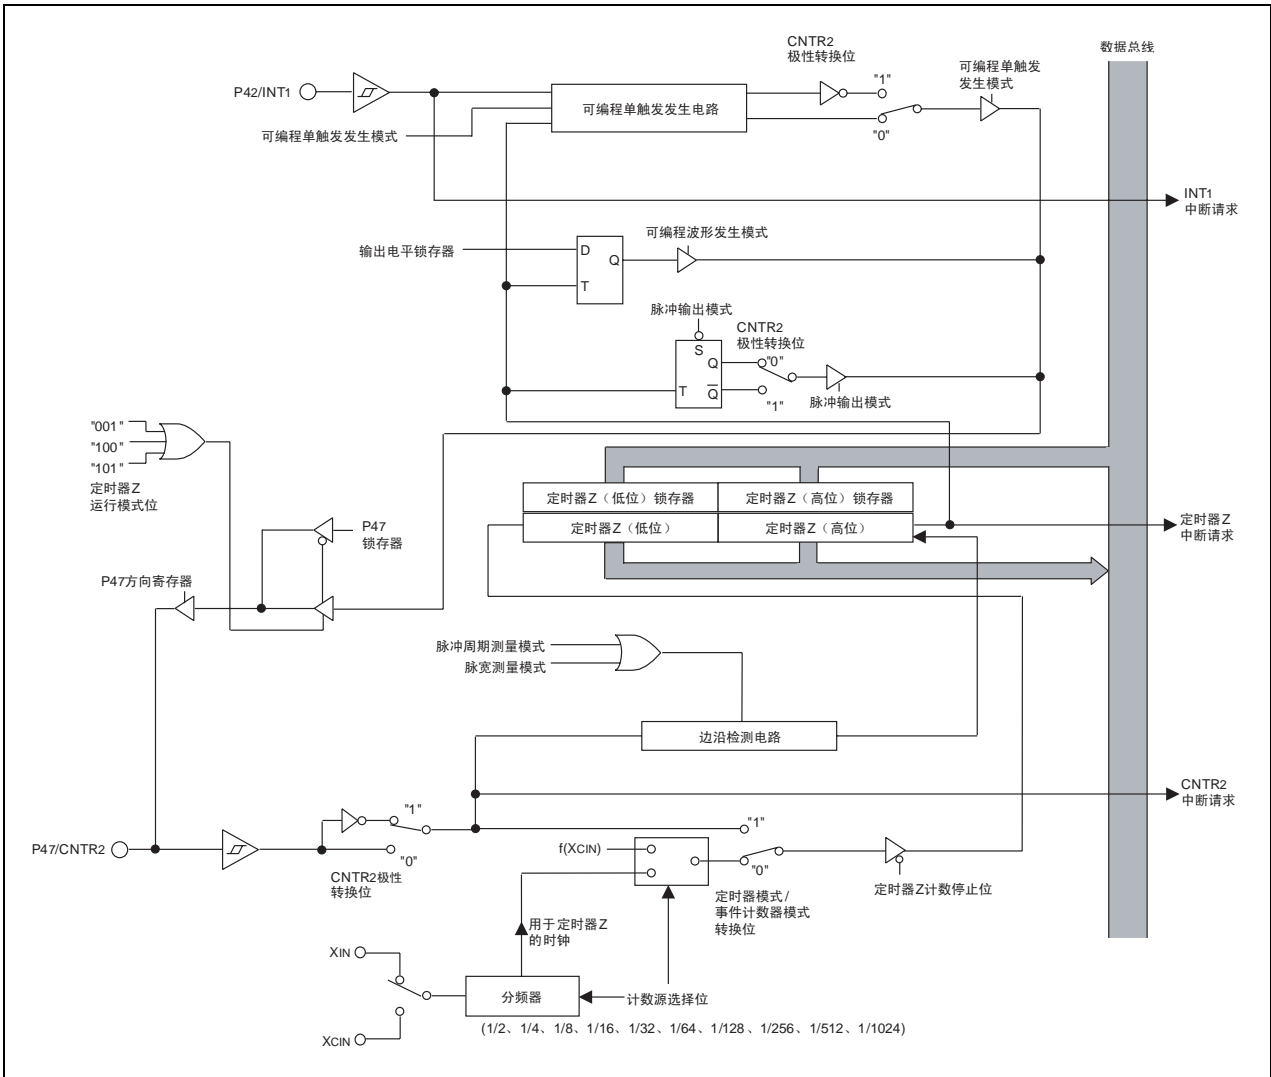 CNTR2
极性转换位
数据总线
可编程单触发
发生模式
P42/INT1
"1"
可编程单触发发生电路
"0"
可编程单触发发生模式
INT1
中断请求
输出电平锁存器
可编程波形发生模式
D
Q
T
脉冲输出模式
CNTR2
极性转换位
S
Q
"0"
T
Q
"1"
脉冲输出模式
"001"
"100"
"101"
定时器Z
运行模式位
定时器Z（低位）锁存器
定时器Z（高位）锁存器
定时器Z（低位）
定时器Z（高位）
定时器Z
中断请求
P47
锁存器
P47方向寄存器
脉冲周期测量模式
脉宽测量模式
边沿检测电路
CNTR2
中断请求
"1"
"1"
P47/CNTR2
"0"
f(XCIN)
"0"
CNTR2极性
转换位
定时器Z计数停止位
定时器模式/
事件计数器模式
转换位
用于定时器Z
的时钟
XIN
分频器
计数源选择位
(1/2、1/4、1/8、1/16、1/32、1/64、1/128、1/256、1/512、1/1024)
XCIN